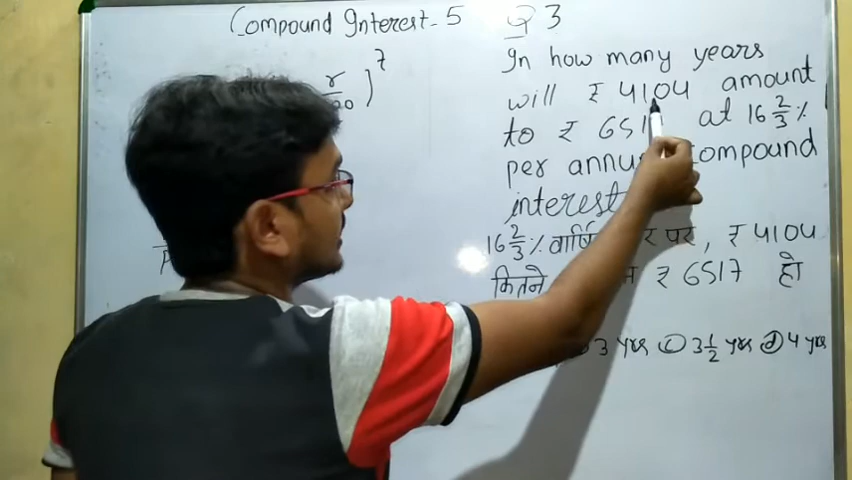 Compound Interest - 5 Q 3
In how many years
will ₹ 4104 amount
to ₹ 651 at 16 2/3 %
per annu compound
interest
16 2/3 % पर, ₹ 4104
कितने ₹ 6517 हो
3 yrs (c) 3 1/2 yrs (d) 4 yrs
r )^7